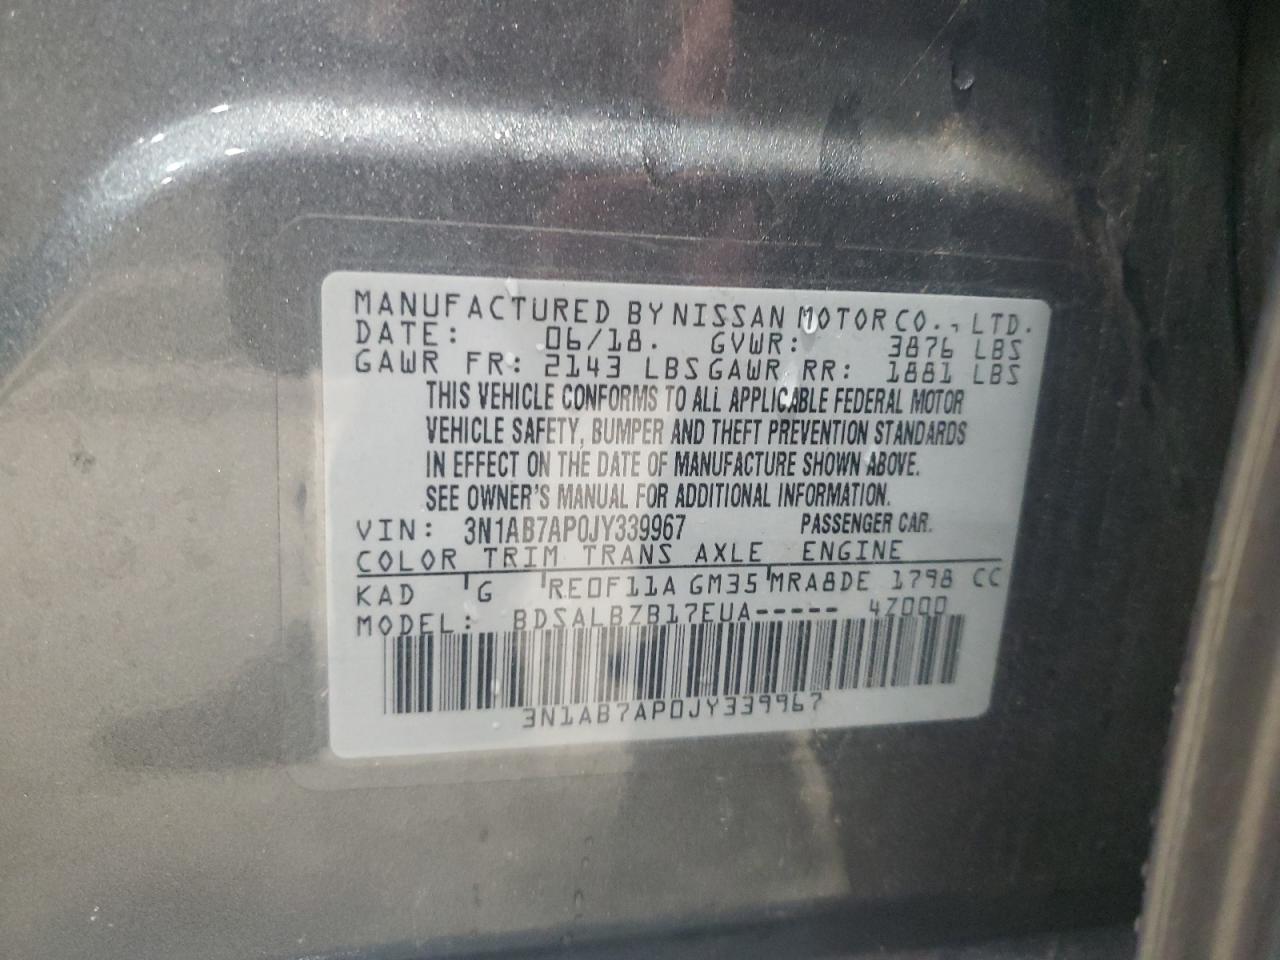 MANUFACTURED BY NISSAN MOTOR CO., LTD.
DATE: 06/18. GVWR: 3876 LBS
GAWR FR: 2143 LBS GAWR RR: 1881 LBS
THIS VEHICLE CONFORMS TO ALL APPLICABLE FEDERAL MOTOR
VEHICLE SAFETY, BUMPER AND THEFT PREVENTION STANDARDS
IN EFFECT ON THE DATE OF MANUFACTURE SHOWN ABOVE.
SEE OWNER'S MANUAL FOR ADDITIONAL INFORMATION.
VIN: 3N1AB7AP0JY339967 PASSENGER CAR.
COLOR TRIM TRANS AXLE ENGINE
KAD G RE0F11A GM35 MRA8DE 1798 CC
MODEL: BDSALBZB17EUA----- 4Z000
3N1AB7AP0JY339967